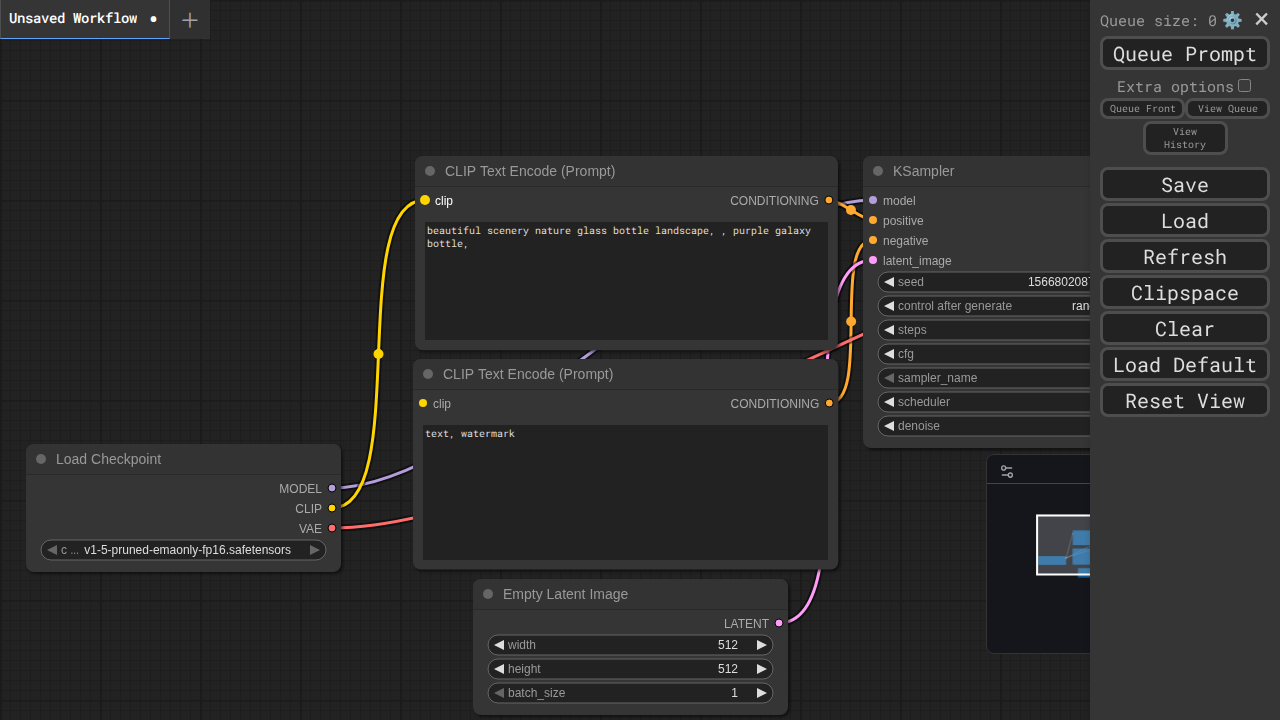 Unsaved Workflow
Queue size: 0
Queue Prompt
Extra options
Queue Front
View Queue
View
History
Save
Load
Refresh
Clipspace
Clear
Load Default
Reset View
CLIP Text Encode (Prompt)
clip
CONDITIONING
beautiful scenery nature glass bottle landscape, , purple galaxy
bottle,
KSampler
model
positive
negative
latent_image
seed
control after generate
steps
cfg
sampler_name
scheduler
denoise
CLIP Text Encode (Prompt)
clip
CONDITIONING
text, watermark
Load Checkpoint
MODEL
CLIP
VAE
c ... v1-5-pruned-emaonly-fp16.safetensors
Empty Latent Image
LATENT
width 512
height 512
batch_size 1